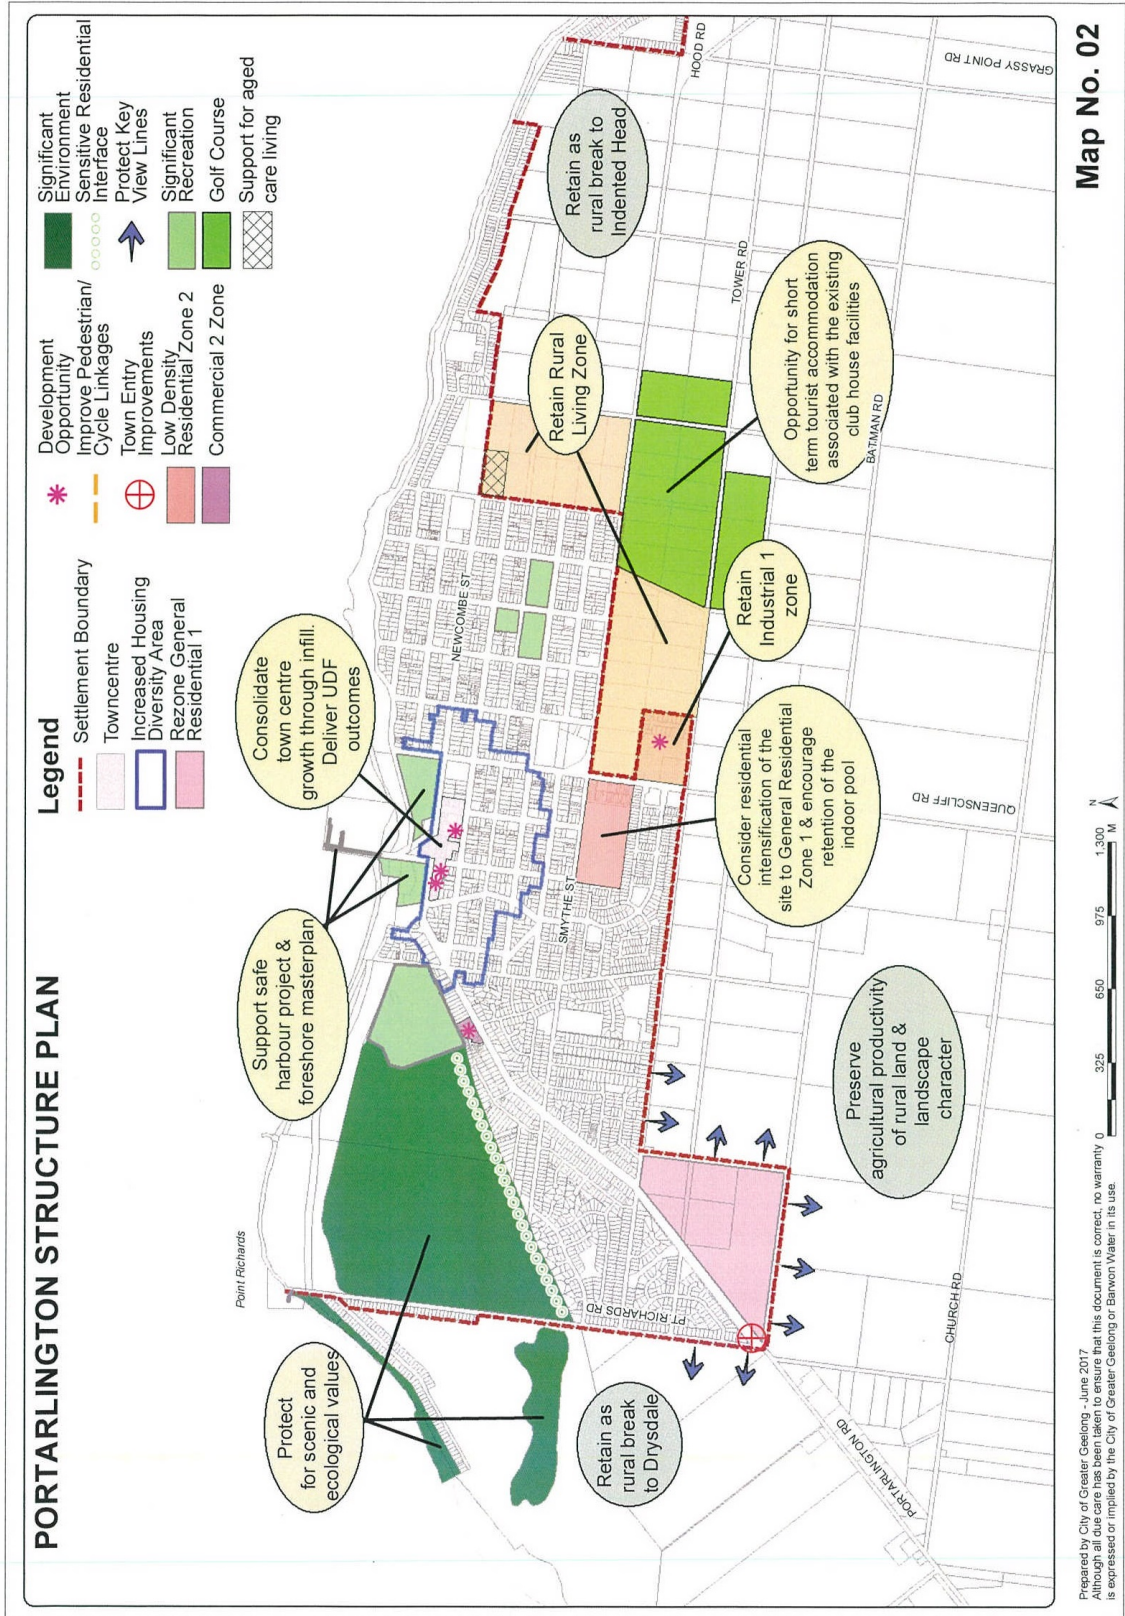 PORTARLINGTON STRUCTURE PLAN
Legend
Settlement Boundary
Towncentre
Increased Housing
Diversity Area
Rezone General
Residential 1
Development
Opportunity
Improve Pedestrian/
Cycle Linkages
Town Entry
Improvements
Low Density
Residential Zone 2
Commercial 2 Zone
Significant
Environment
Sensitive Residential
Interface
Protect Key
View Lines
Significant
Recreation
Golf Course
Support for aged
care living
Point Richards
Protect
for scenic and
ecological values
Support safe
harbour project &
foreshore masterplan
Consolidate
town centre
growth through infill.
Deliver UDF
outcomes
NEWCOMBE ST
SMYTHE ST
PT RICHARDS RD
Retain Rural
Living Zone
Retain as
rural break to
Indented Head
HOOD RD
GRASSY POINT RD
TOWER RD
Retain as
rural break
to Drysdale
Consider residential
intensification of the
site to General Residential
Zone 1 & encourage
retention of the
indoor pool
Retain
Industrial 1
zone
Opportunity for short
term tourist accommodation
associated with the existing
club house facilities
BATMAN RD
QUEENSCLIFF RD
Preserve
agricultural productivity
of rural land &
landscape
character
PORTARLINGTON RD
CHURCH RD
Prepared by City of Greater Geelong - June 2017
Although all due care has been taken to ensure that this document is correct, no warranty
is expressed or implied by the City of Greater Geelong or Barwon Water in its use.
0 325 650 975 1,300
M
N
Map No. 02